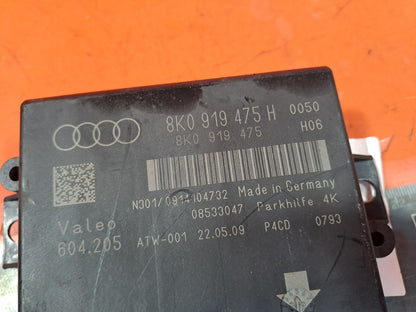 8K0 919 475 H 0050
8K0 919 475 H06
N301/0914104732 Made in Germany
08533047 Parkhilfe 4K
Valeo
604.205 ATW-001 22.05.09 P4CD 0793